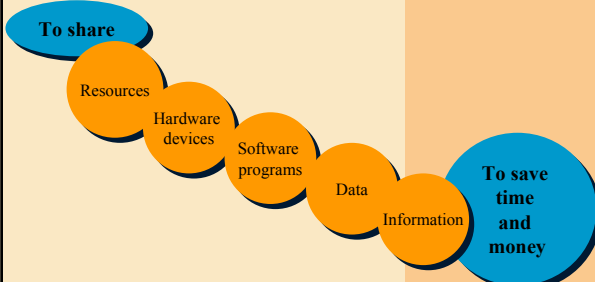 To share
Resources
Hardware
devices
Software
programs
Data
Information
To save
time
and
money